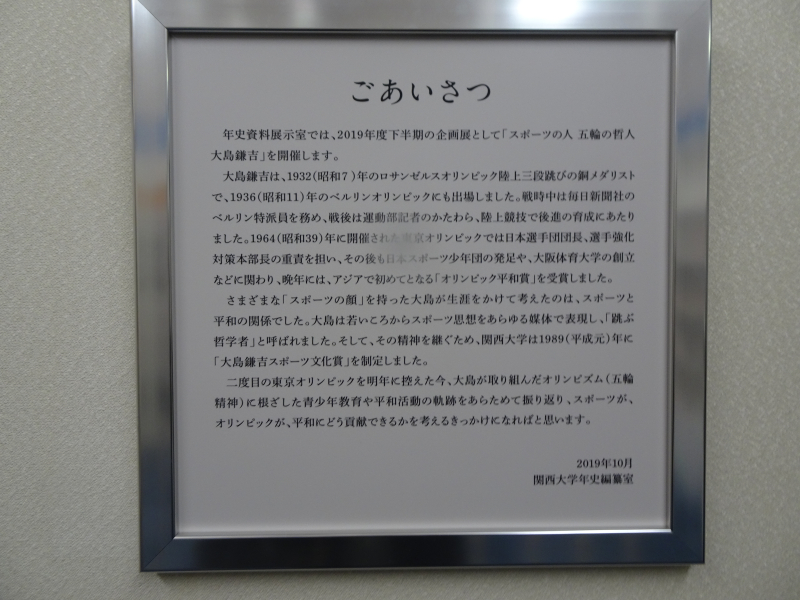 ごあいさつ
年史資料展示室では、2019年度下半期の企画展として「スポーツの人 五輪の哲人
大島鎌吉」を開催します。
大島鎌吉は、1932(昭和7)年のロサンゼルスオリンピック陸上三段跳びの銅メダリスト
で、1936(昭和11)年のベルリンオリンピックにも出場しました。戦時中は毎日新聞社の
ベルリン特派員を務め、戦後は運動部記者のかたわら、陸上競技で後進の育成にあたり
ました。1964(昭和39)年に開催された東京オリンピックでは日本選手団団長、選手強化
対策本部長の重責を担い、その後も日本スポーツ少年団の発足や、大阪体育大学の創立
などに関わり、晩年には、アジアで初めてとなる「オリンピック平和賞」を受賞しました。
さまざまな「スポーツの顔」を持った大島が生涯をかけて考えたのは、スポーツと
平和の関係でした。大島は若いころからスポーツ思想をあらゆる媒体で表現し、「跳ぶ
哲学者」と呼ばれました。そして、その精神を継ぐため、関西大学は1989(平成元)年に
「大島鎌吉スポーツ文化賞」を制定しました。
二度目の東京オリンピックを明年に控えた今、大島が取り組んだオリンピズム(五輪
精神)に根ざした青少年教育や平和活動の軌跡をあらためて振り返り、スポーツが、
オリンピックが、平和にどう貢献できるかを考えるきっかけになればと思います。
2019年10月
関西大学年史編纂室